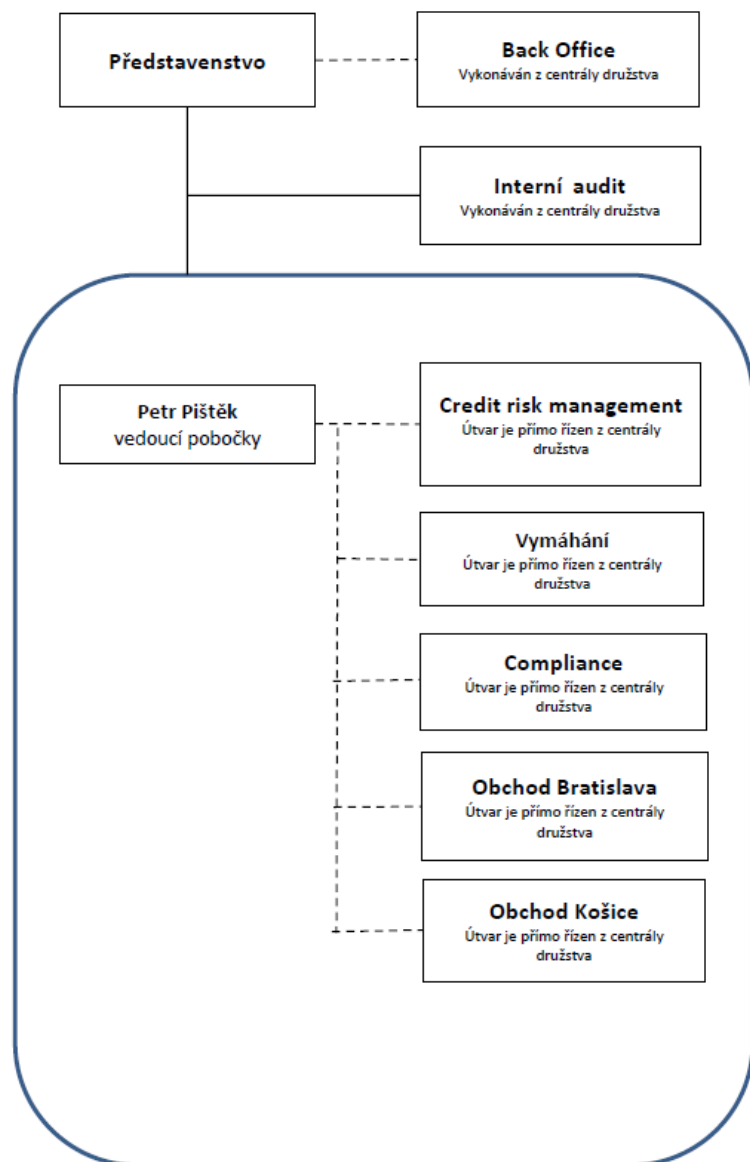 Představenstvo
Back Office
Vykonáván z centrály družstva
Interní audit
Vykonáván z centrály družstva
Petr Pištěk
vedoucí pobočky
Credit risk management
Útvar je přímo řízen z centrály
družstva
Vymáhání
Útvar je přímo řízen z centrály
družstva
Compliance
Útvar je přímo řízen z centrály
družstva
Obchod Bratislava
Útvar je přímo řízen z centrály
družstva
Obchod Košice
Útvar je přímo řízen z centrály
družstva